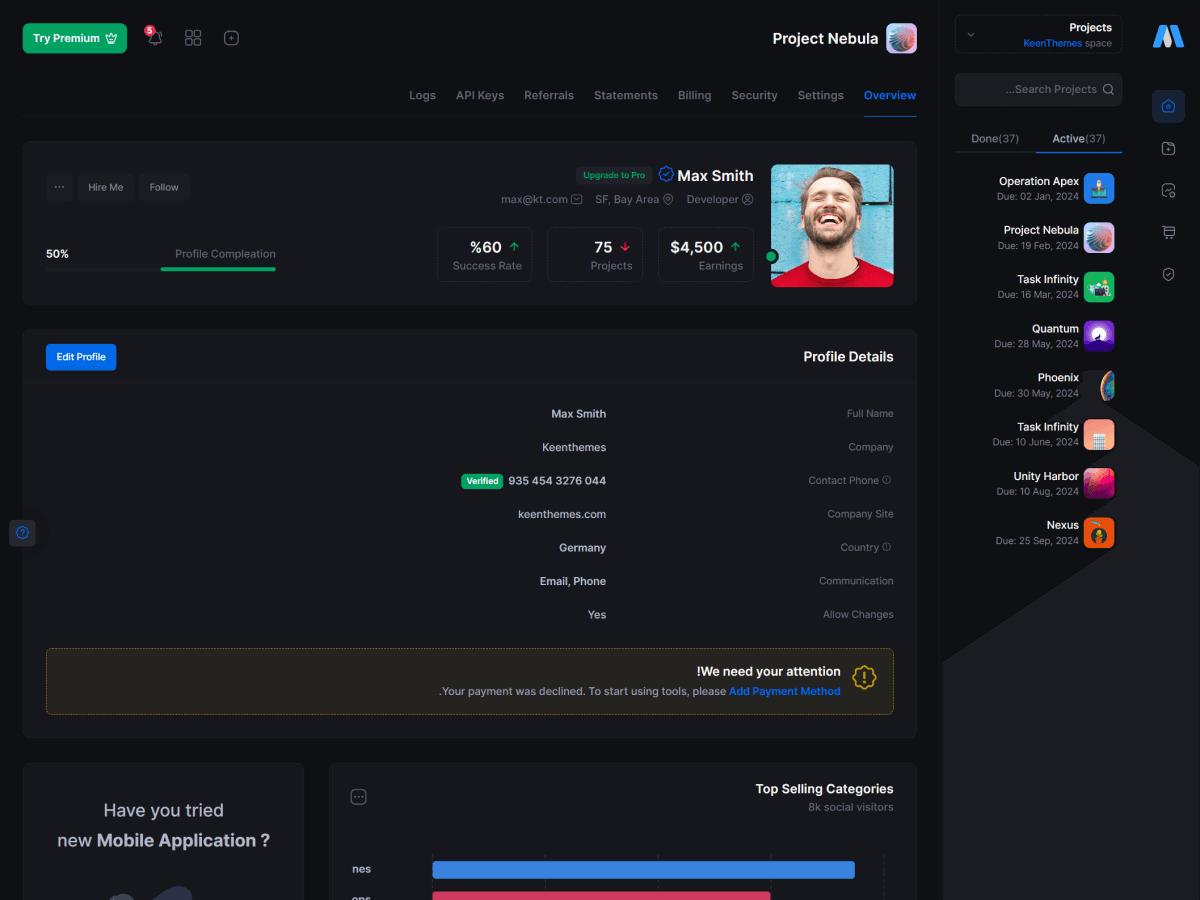 Try Premium
5
Project Nebula
Projects
KeenThemes space
...Search Projects
Done(37)
Active(37)
Operation Apex
Due: 02 Jan, 2024
Project Nebula
Due: 19 Feb, 2024
Task Infinity
Due: 16 Mar, 2024
Quantum
Due: 28 May, 2024
Phoenix
Due: 30 May, 2024
Task Infinity
Due: 10 June, 2024
Unity Harbor
Due: 10 Aug, 2024
Nexus
Due: 25 Sep, 2024
Logs API Keys Referrals Statements Billing Security Settings Overview
Hire Me
Follow
Upgrade to Pro
Max Smith
max@kt.com SF, Bay Area Developer
50%
Profile Compleation
%60
Success Rate
75
Projects
$4,500
Earnings
Edit Profile
Profile Details
Max Smith Full Name
Keenthemes Company
Verified 935 454 3276 044 Contact Phone
keenthemes.com Company Site
Germany Country
Email, Phone Communication
Yes Allow Changes
!We need your attention
.Your payment was declined. To start using tools, please Add Payment Method
Have you tried
new Mobile Application ?
Top Selling Categories
8k social visitors
nes